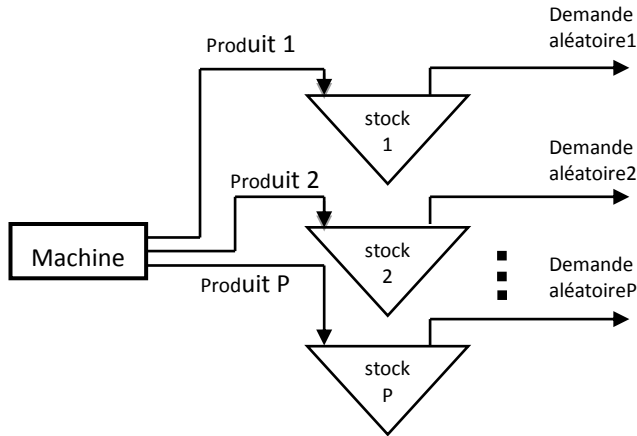 Produit 1
Demande
aléatoire1
stock
1
Produit 2
Demande
aléatoire2
stock
2
Machine
Produit P
Demande
aléatoireP
stock
P